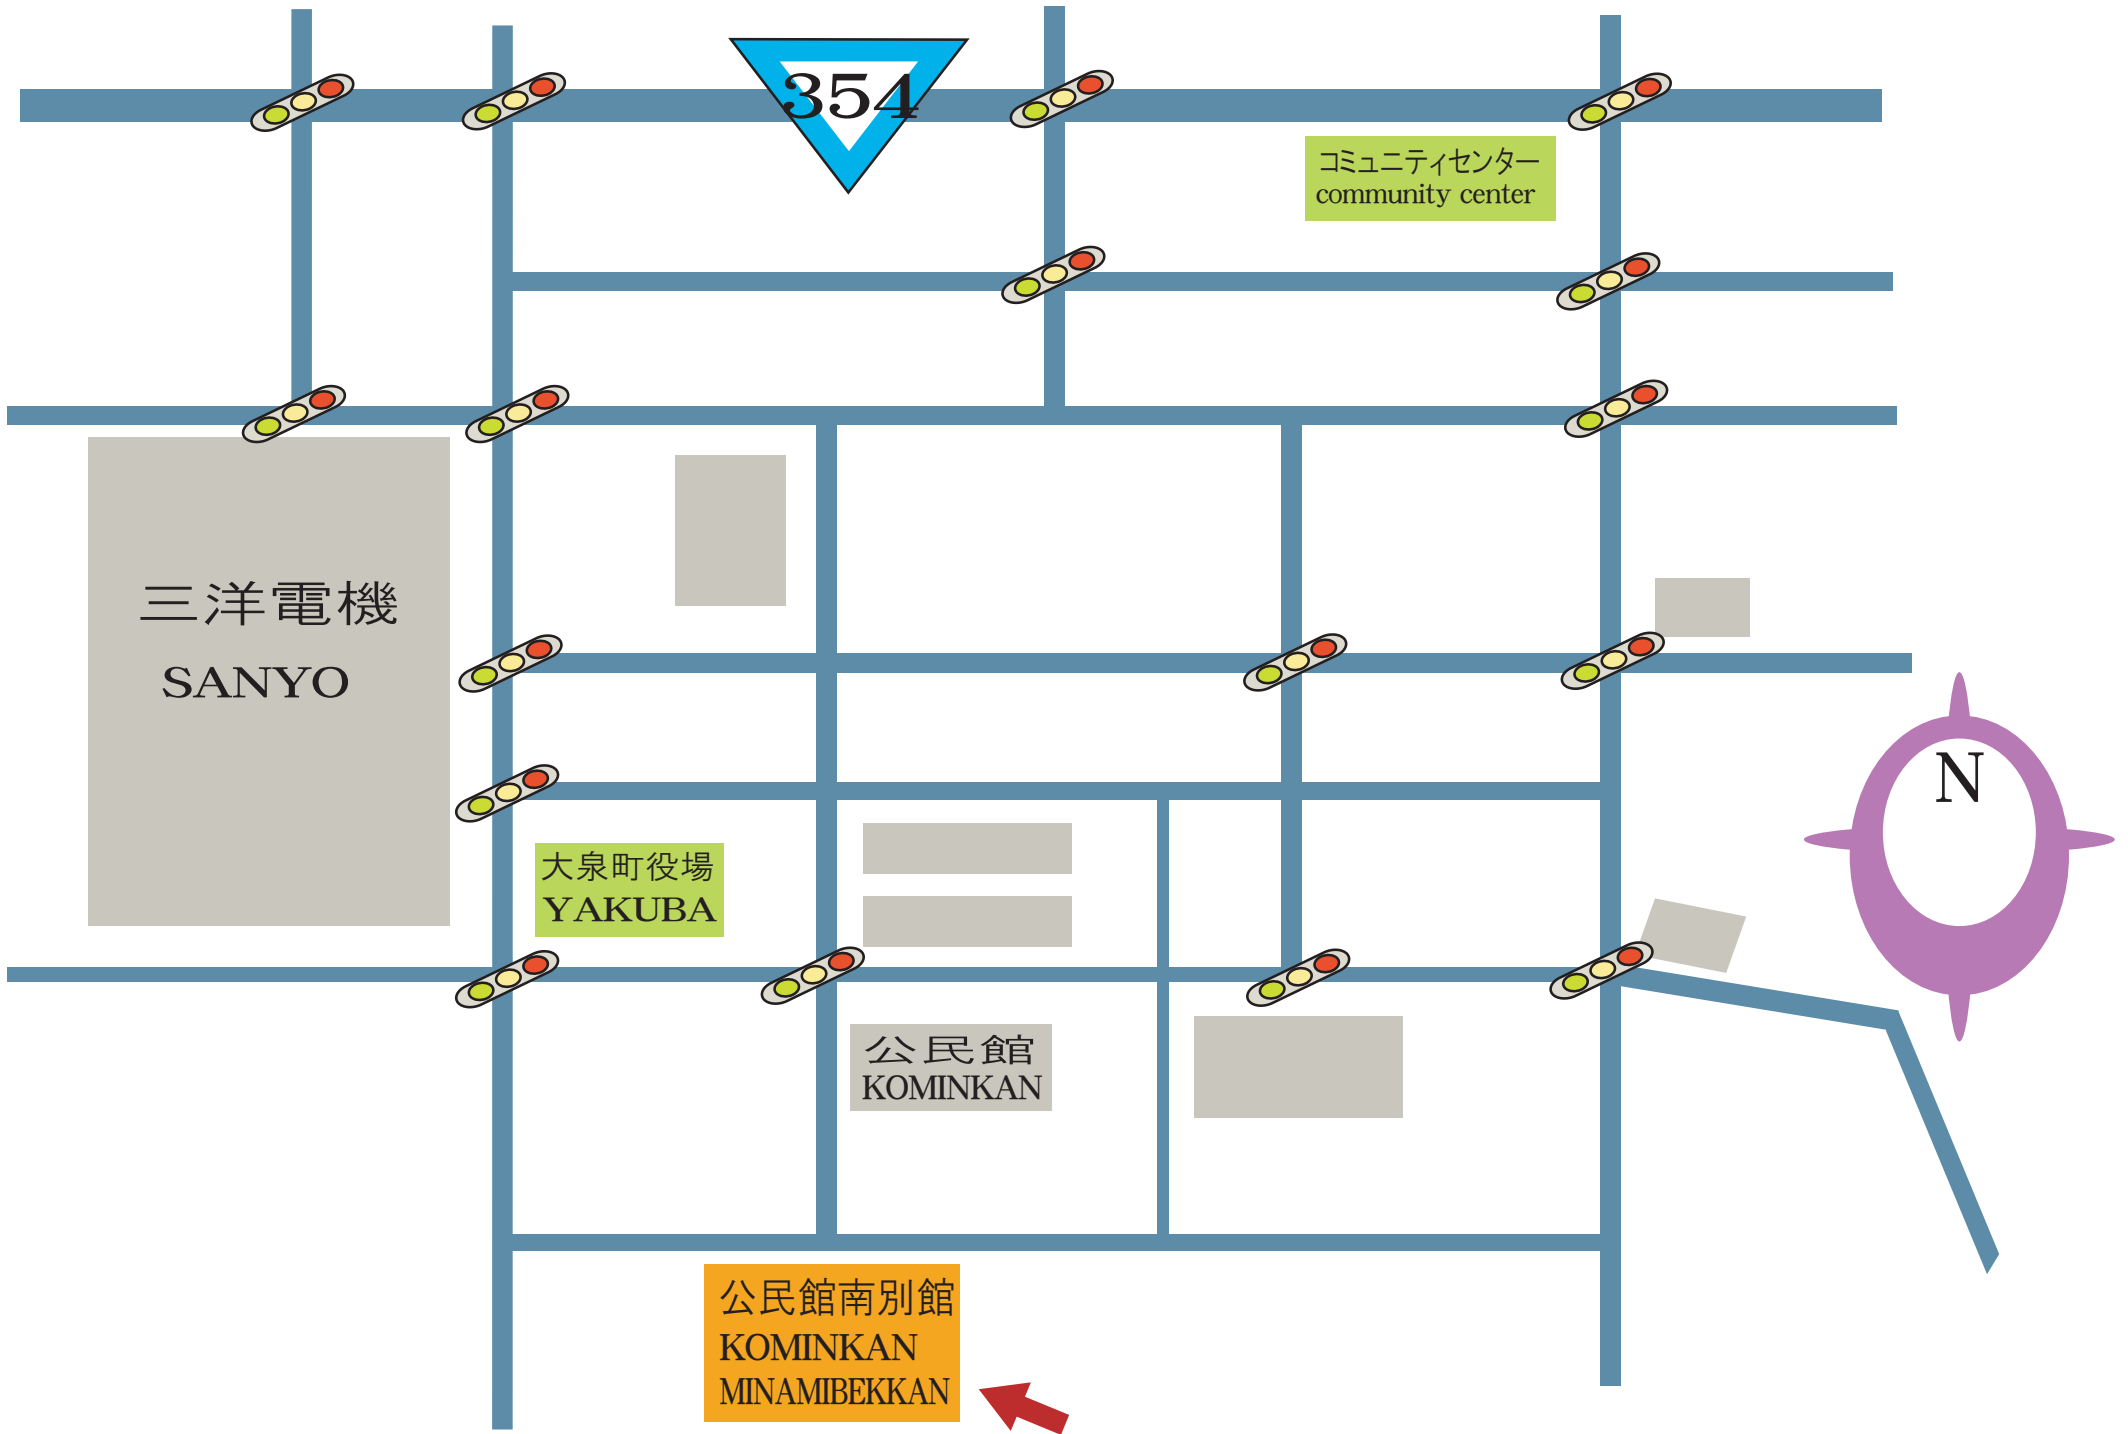 354
コミュニティセンター
community center
三洋電機
SANYO
N
大泉町役場
YAKUBA
公民館
KOMINKAN
公民館南別館
KOMINKAN
MINAMIBEKKAN